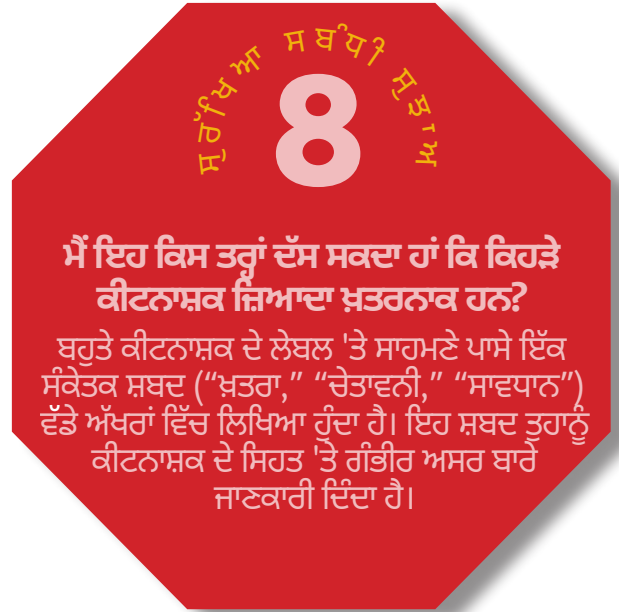 ਸੁਰੱਖਿਆ ਸਬੰਧੀ ਸੁਝਾਅ
8
ਮੈਂ ਇਹ ਕਿਸ ਤਰ੍ਹਾਂ ਦੱਸ ਸਕਦਾ ਹਾਂ ਕਿ ਕਿਹੜੇ
ਕੀਟਨਾਸ਼ਕ ਜ਼ਿਆਦਾ ਖ਼ਤਰਨਾਕ ਹਨ?
ਬਹੁਤੇ ਕੀਟਨਾਸ਼ਕ ਦੇ ਲੇਬਲ 'ਤੇ ਸਾਹਮਣੇ ਪਾਸੇ ਇੱਕ
ਸੰਕੇਤਕ ਸ਼ਬਦ (“ਖ਼ਤਰਾ,” “ਚੇਤਾਵਨੀ,” “ਸਾਵਧਾਨ”)
ਵੱਡੇ ਅੱਖਰਾਂ ਵਿੱਚ ਲਿਖਿਆ ਹੁੰਦਾ ਹੈ। ਇਹ ਸ਼ਬਦ ਤੁਹਾਨੂੰ
ਕੀਟਨਾਸ਼ਕ ਦੇ ਸਿਹਤ 'ਤੇ ਗੰਭੀਰ ਅਸਰ ਬਾਰੇ
ਜਾਣਕਾਰੀ ਦਿੰਦਾ ਹੈ।